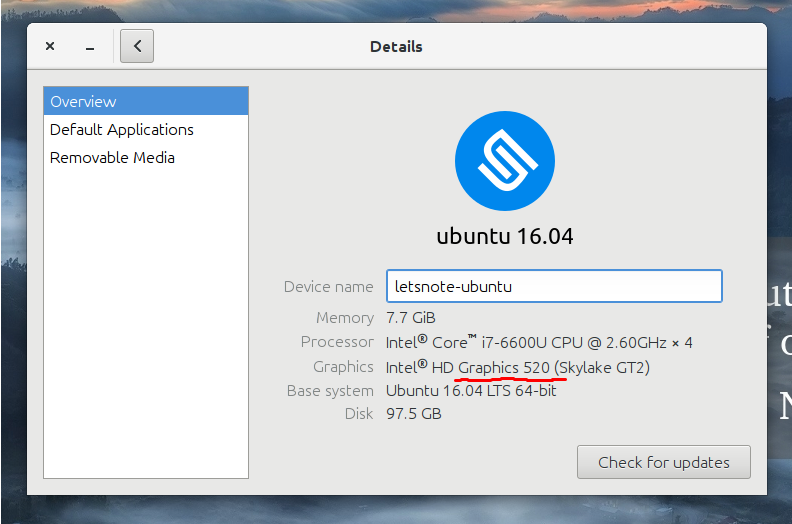 Details
Overview
Default Applications
Removable Media
ubuntu 16.04
Device name letsnote-ubuntu
Memory 7.7 GiB
Processor Intel® Core™ i7-6600U CPU @ 2.60GHz × 4
Graphics Intel® HD Graphics 520 (Skylake GT2)
Base system Ubuntu 16.04 LTS 64-bit
Disk 97.5 GB
Check for updates